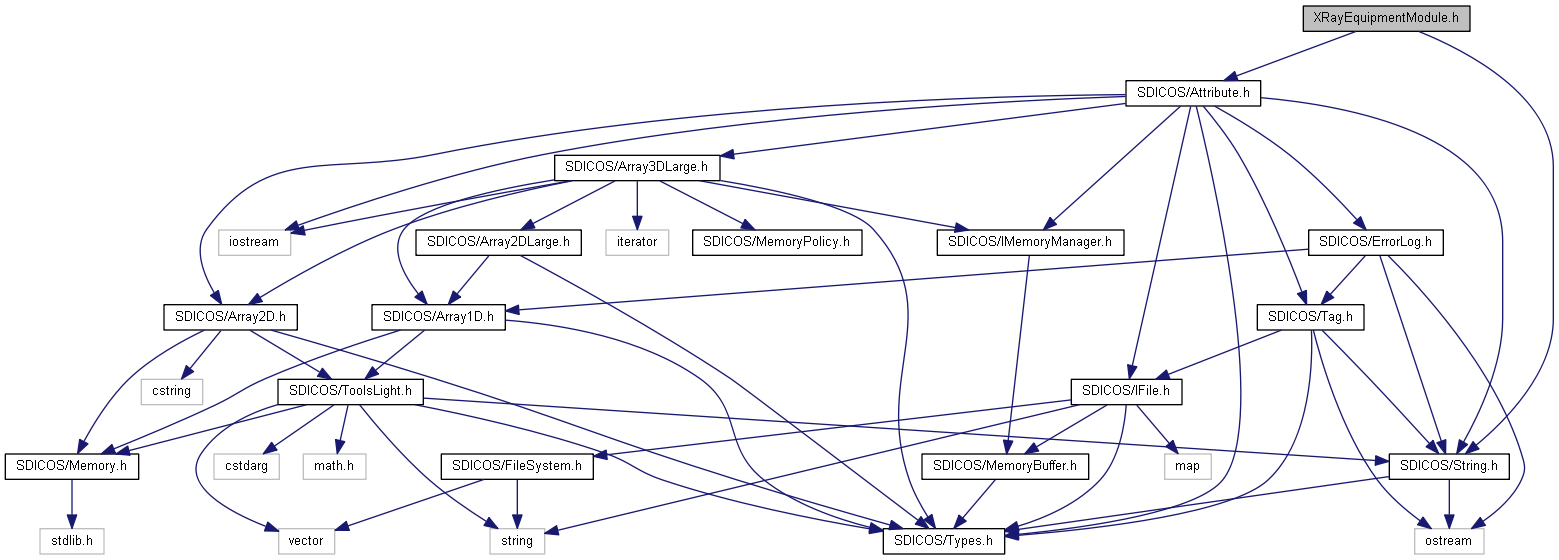 XRayEquipmentModule.h
SDICOS/Attribute.h
SDICOS/Array3DLarge.h
iostream
SDICOS/Array2DLarge.h
iterator
SDICOS/MemoryPolicy.h
SDICOS/IMemoryManager.h
SDICOS/ErrorLog.h
SDICOS/Array2D.h
SDICOS/Array1D.h
SDICOS/Tag.h
cstring
SDICOS/ToolsLight.h
SDICOS/IFile.h
SDICOS/Memory.h
cstdarg
math.h
SDICOS/FileSystem.h
SDICOS/MemoryBuffer.h
map
SDICOS/String.h
stdlib.h
vector
string
SDICOS/Types.h
ostream